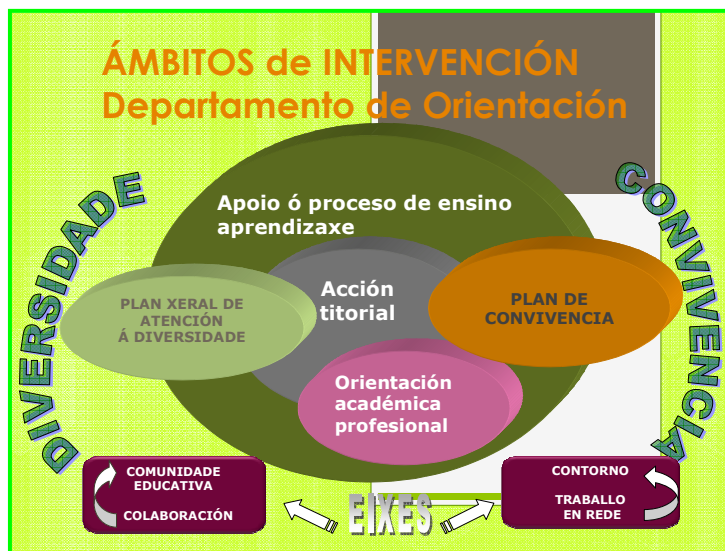 ÁMBITOS de INTERVENCIÓN
Departamento de Orientación
DIVERSIDADE
CONVIVENCIA
Apoio ó proceso de ensino
aprendizaxe
Acción
titorial
PLAN XERAL DE
ATENCIÓN
Á DIVERSIDADE
PLAN DE
CONVIVENCIA
Orientación
académica
profesional
COMUNIDADE
EDUCATIVA
COLABORACIÓN
EIXES
CONTORNO
TRABALLO
EN REDE